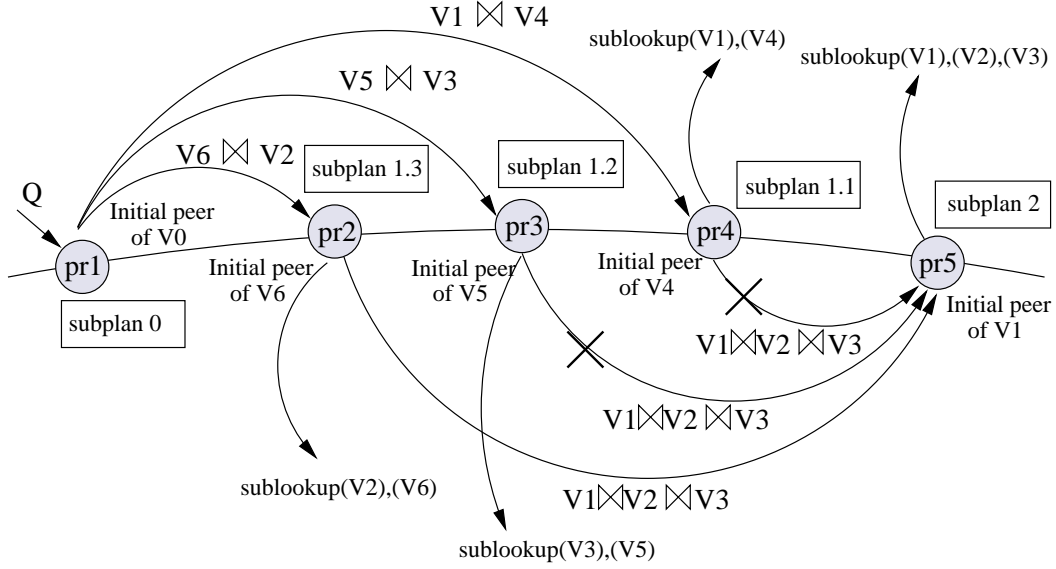 V1 ⋈ V4
sublookup(V1),(V4)
sublookup(V1),(V2),(V3)
V5 ⋈ V3
V6 ⋈ V2
subplan 1.3
subplan 1.2
subplan 1.1
subplan 2
Q
Initial peer
of V0
pr1
pr2
pr3
pr4
pr5
Initial peer
of V6
Initial peer
of V5
Initial peer
of V4
Initial peer
of V1
subplan 0
V1⋈V2 ⋈V3
V1⋈V2 ⋈V3
V1⋈V2 ⋈V3
sublookup(V2),(V6)
sublookup(V3),(V5)